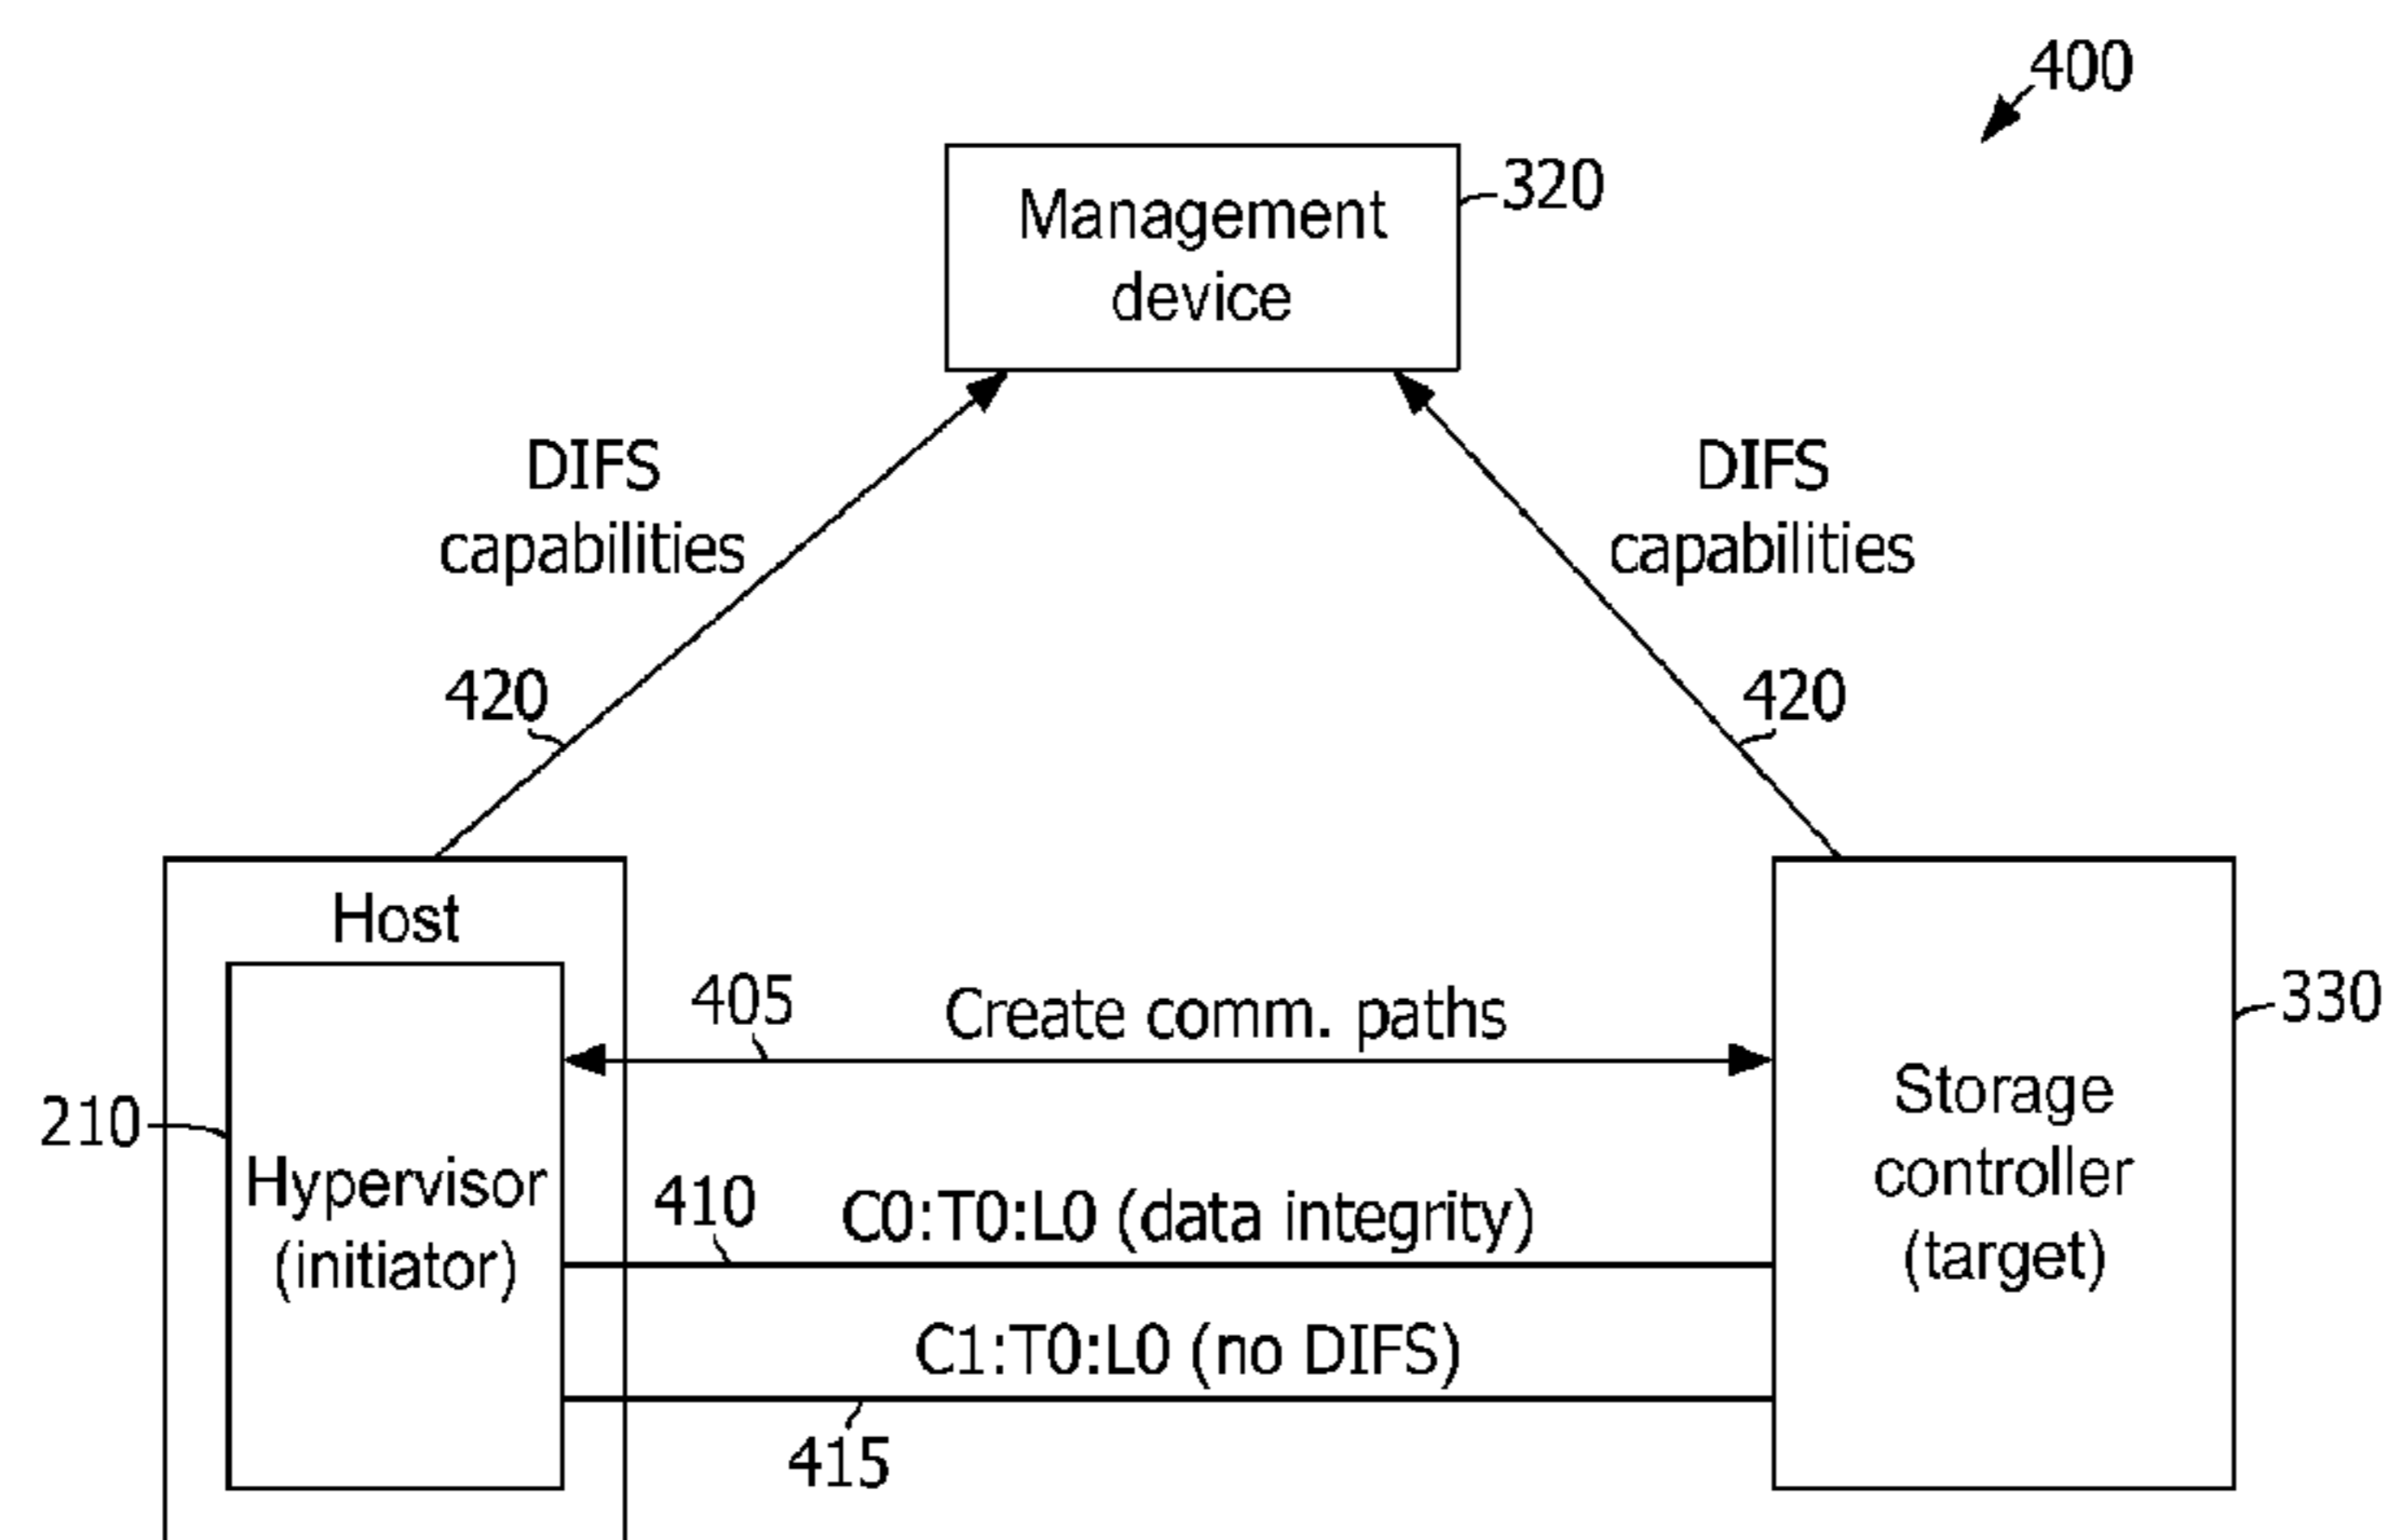 400
Management
device
320
DIFS
capabilities
DIFS
capabilities
420
420
Host
405
Create comm. paths
330
210
Hypervisor
(initiator)
Storage
controller
(target)
410
C0:T0:L0 (data integrity)
C1:T0:L0 (no DIFS)
415